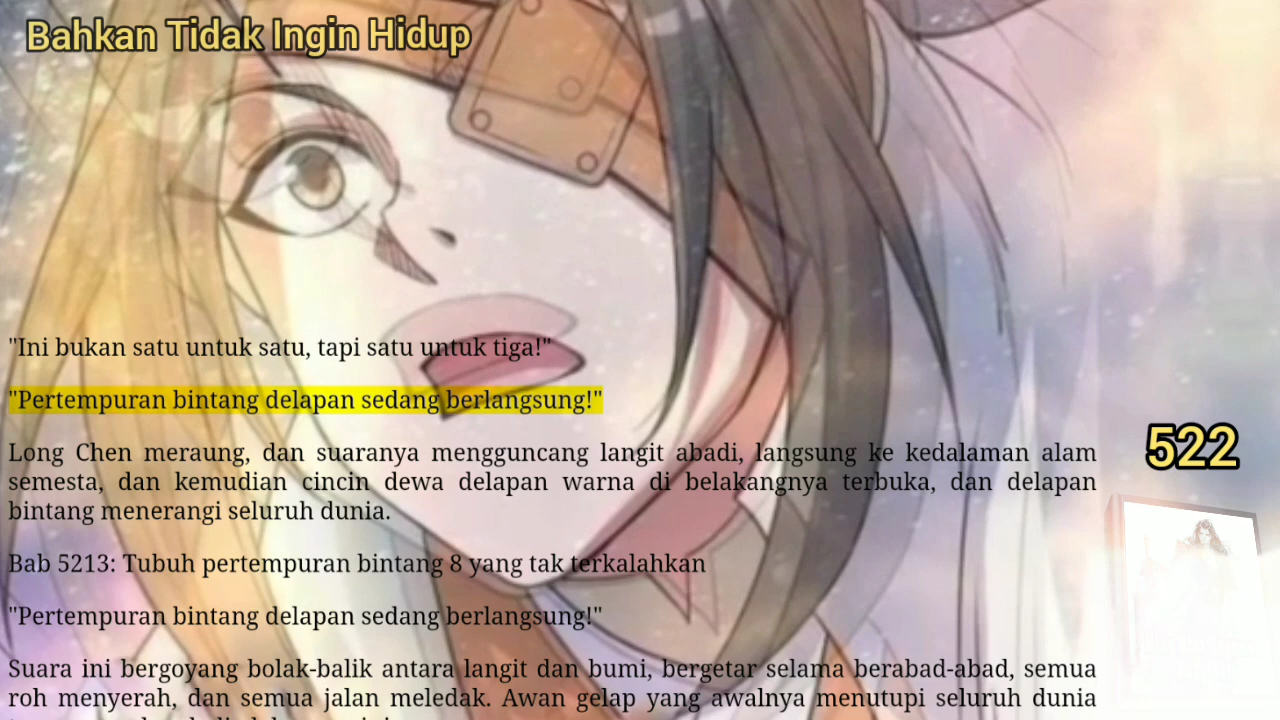 Bahkan Tidak Ingin Hidup
"Ini bukan satu untuk satu, tapi satu untuk tiga!"
"Pertempuran bintang delapan sedang berlangsung!"
Long Chen meraung, dan suaranya mengguncang langit abadi, langsung ke kedalaman alam
semesta, dan kemudian cincin dewa delapan warna di belakangnya terbuka, dan delapan
bintang menerangi seluruh dunia.
522
Bab 5213: Tubuh pertempuran bintang 8 yang tak terkalahkan
"Pertempuran bintang delapan sedang berlangsung!"
Suara ini bergoyang bolak-balik antara langit dan bumi, bergetar selama berabad-abad, semua
roh menyerah, dan semua jalan meledak. Awan gelap yang awalnya menutupi seluruh dunia